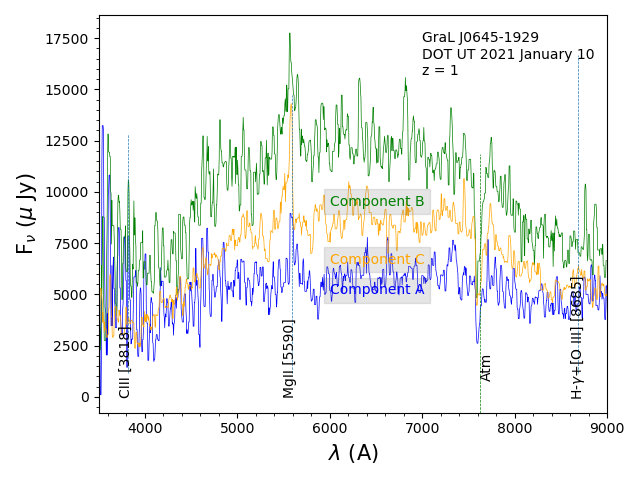 GraL J0645-1929
DOT UT 2021 January 10
z = 1
17500
15000
12500
10000
7500
5000
2500
0
F_ν (μ Jy)
Component B
Component C
Component A
CIII [3818]
MgII [5590]
Atm
H-γ+[O III] [8685]
4000
5000
6000
7000
8000
9000
λ (A)